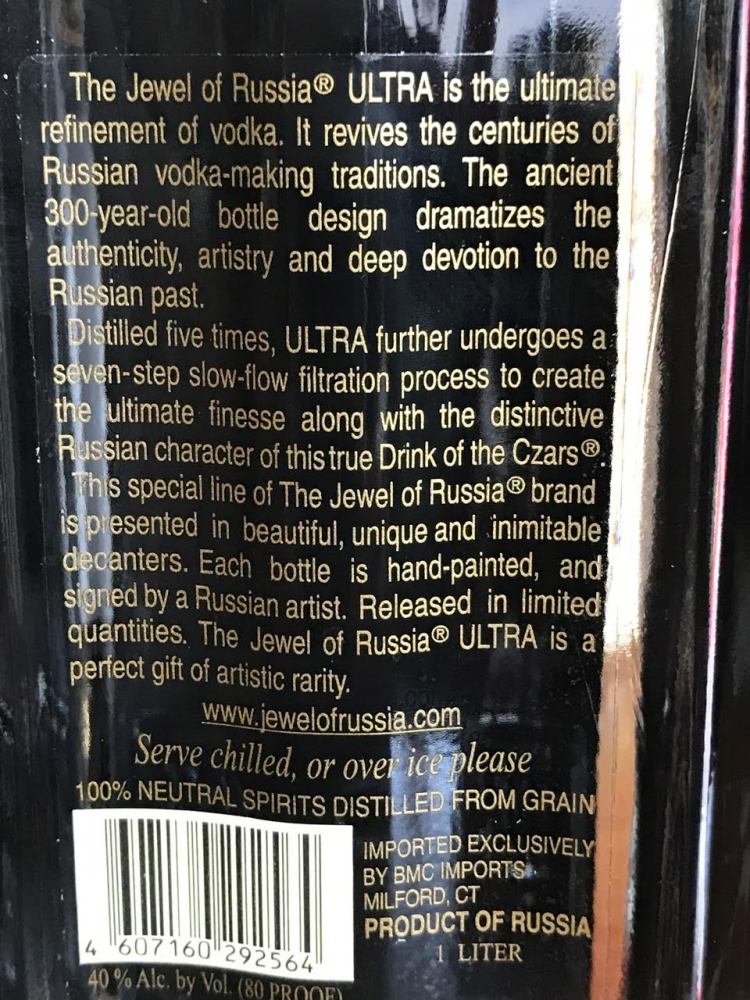 The Jewel of Russia® ULTRA is the ultimate
refinement of vodka. It revives the centuries of
Russian vodka-making traditions. The ancient
300-year-old bottle design dramatizes the
authenticity, artistry and deep devotion to the
Russian past.
Distilled five times, ULTRA further undergoes a
seven-step slow-flow filtration process to create
the ultimate finesse along with the distinctive
Russian character of this true Drink of the Czars®.
This special line of The Jewel of Russia® brand
is presented in beautiful, unique and inimitable
decanters. Each bottle is hand-painted, and
signed by a Russian artist. Released in limited
quantities. The Jewel of Russia® ULTRA is a
perfect gift of artistic rarity.
www.jewelofrussia.com
Serve chilled, or over ice please
100% NEUTRAL SPIRITS DISTILLED FROM GRAIN
IMPORTED EXCLUSIVELY
BY BMC IMPORTS
MILFORD, CT
PRODUCT OF RUSSIA
1 LITER
4 607160 292564
40 % Alc. by Vol. (80 PROOF)